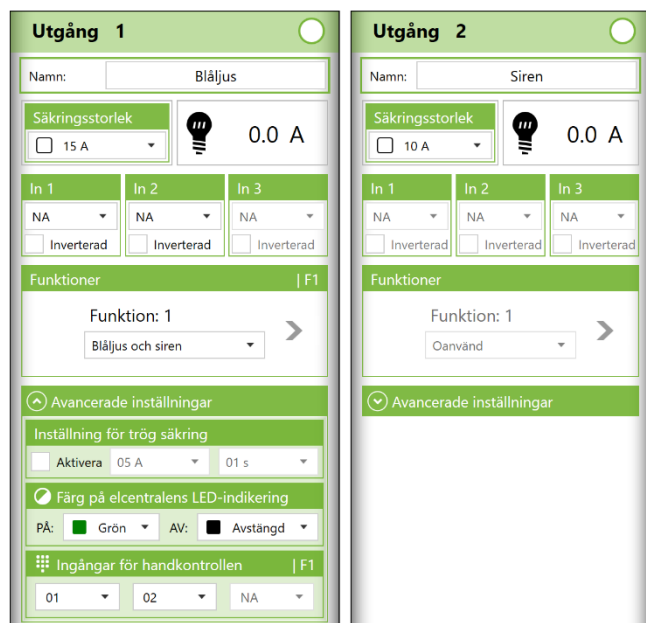 Utgång 1
Namn: Blåljus
Säkringsstorlek
15 A
0.0 A
In 1 In 2 In 3
NA NA NA
Inverterad Inverterad Inverterad
Funktioner | F1
Funktion: 1
Blåljus och siren
Avancerade inställningar
Inställning för trög säkring
Aktivera 05 A 01 s
Färg på elcentralens LED-indikering
PÅ: Grön AV: Avstängd
Ingångar för handkontrollen | F1
01 02 NA
Utgång 2
Namn: Siren
Säkringsstorlek
10 A
0.0 A
In 1 In 2 In 3
NA NA NA
Inverterad Inverterad Inverterad
Funktioner
Funktion: 1
Oanvänd
Avancerade inställningar